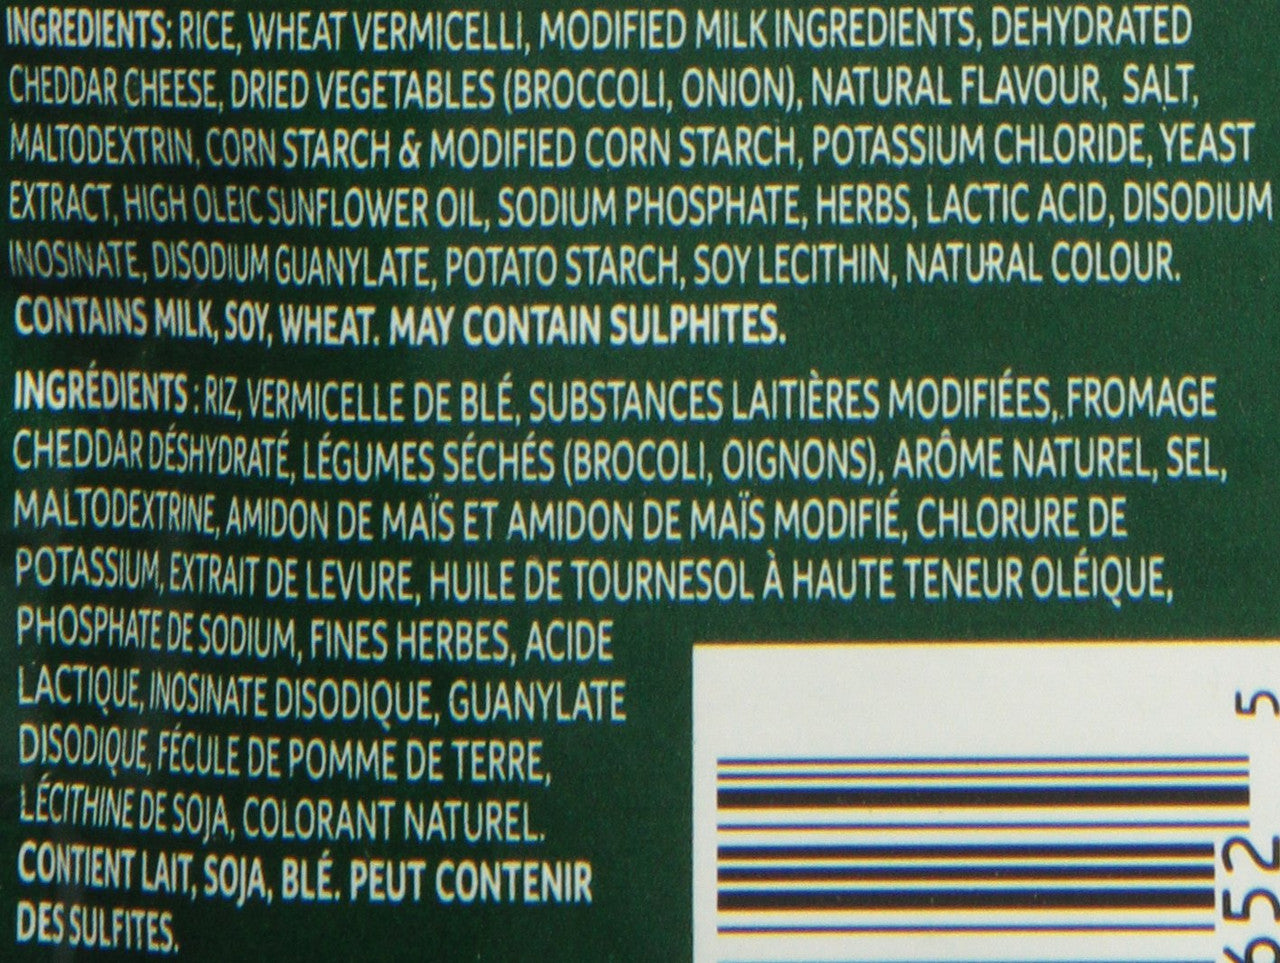 INGREDIENTS: RICE, WHEAT VERMICELLI, MODIFIED MILK INGREDIENTS, DEHYDRATED
CHEDDAR CHEESE, DRIED VEGETABLES (BROCCOLI, ONION), NATURAL FLAVOUR, SALT,
MALTODEXTRIN, CORN STARCH & MODIFIED CORN STARCH, POTASSIUM CHLORIDE, YEAST
EXTRACT, HIGH OLEIC SUNFLOWER OIL, SODIUM PHOSPHATE, HERBS, LACTIC ACID, DISODIUM
INOSINATE, DISODIUM GUANYLATE, POTATO STARCH, SOY LECITHIN, NATURAL COLOUR.
CONTAINS MILK, SOY, WHEAT. MAY CONTAIN SULPHITES.
INGRÉDIENTS : RIZ, VERMICELLE DE BLÉ, SUBSTANCES LAITIÈRES MODIFIÉES, FROMAGE
CHEDDAR DÉSHYDRATÉ, LÉGUMES SÉCHÉS (BROCOLI, OIGNONS), ARÔME NATUREL, SEL,
MALTODEXTRINE, AMIDON DE MAÏS ET AMIDON DE MAÏS MODIFIÉ, CHLORURE DE
POTASSIUM, EXTRAIT DE LEVURE, HUILE DE TOURNESOL À HAUTE TENEUR OLÉIQUE,
PHOSPHATE DE SODIUM, FINES HERBES, ACIDE
LACTIQUE, INOSINATE DISODIQUE, GUANYLATE
DISODIQUE, FÉCULE DE POMME DE TERRE,
LÉCITHINE DE SOJA, COLORANT NATUREL.
CONTIENT LAIT, SOJA, BLÉ. PEUT CONTENIR
DES SULFITES.
5
652